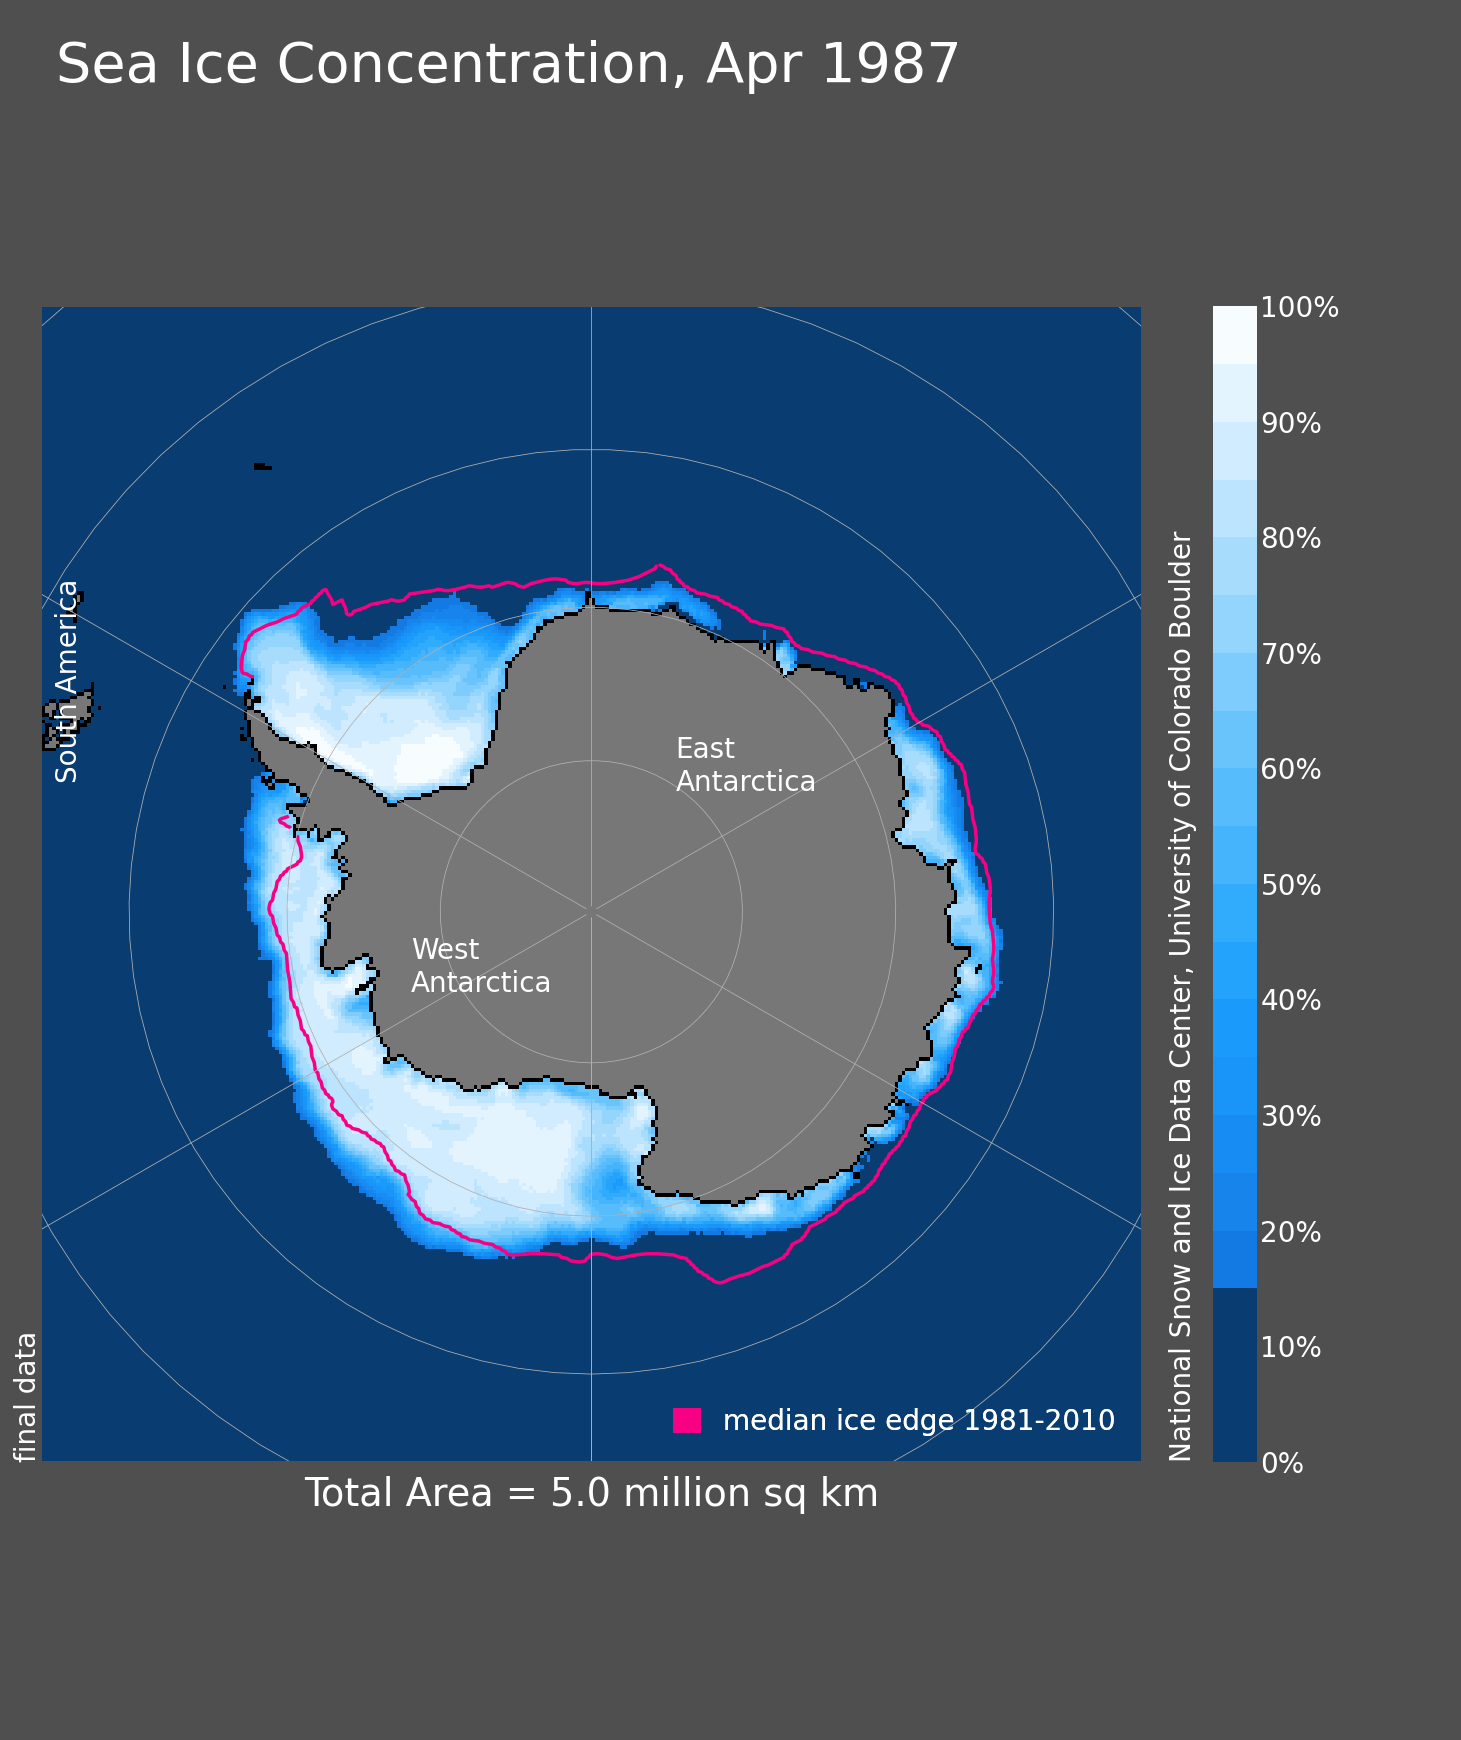 Sea Ice Concentration, Apr 1987
South America
East
Antarctica
West
Antarctica
median ice edge 1981-2010
final data
Total Area = 5.0 million sq km
National Snow and Ice Data Center, University of Colorado Boulder
100%
90%
80%
70%
60%
50%
40%
30%
20%
10%
0%